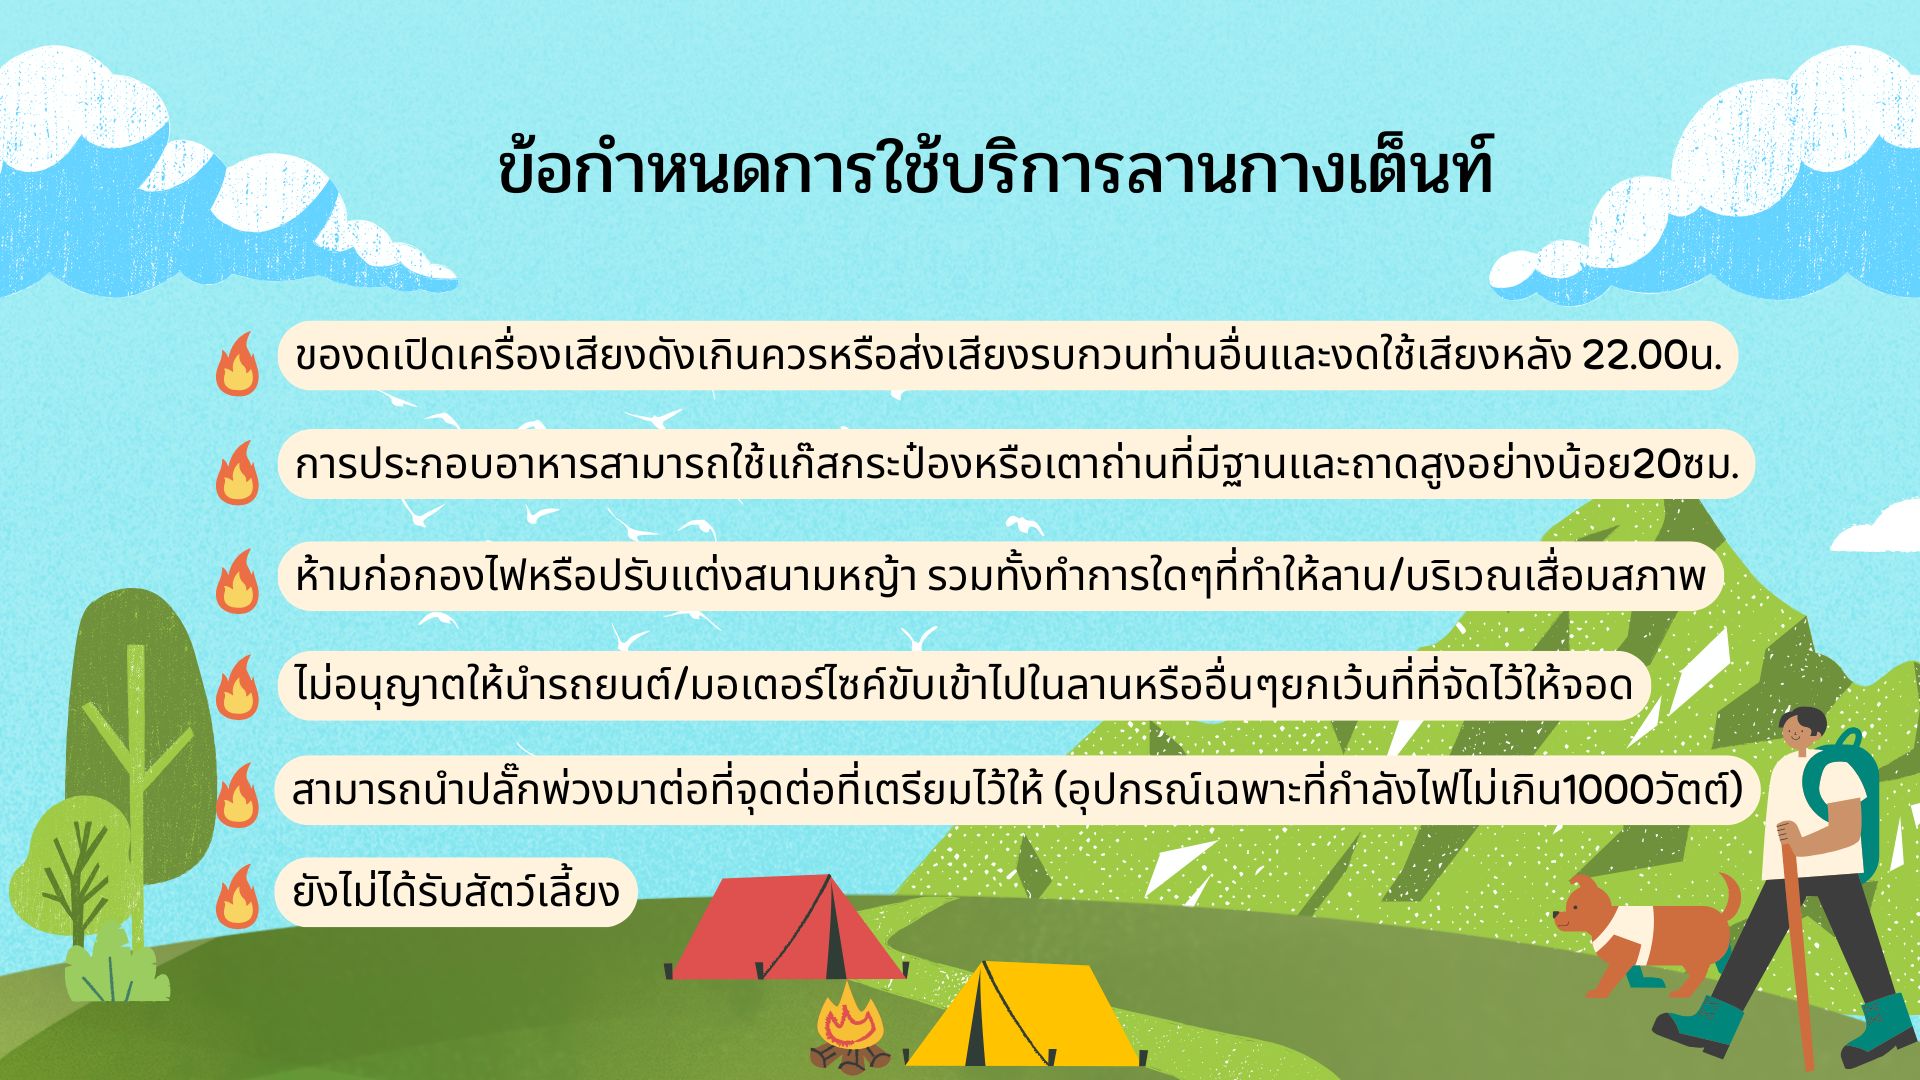 ข้อกำหนดการใช้บริการลานกางเต็นท์
ของดเปิดเครื่องเสียงดังเกินควรหรือส่งเสียงรบกวนท่านอื่นและงดใช้เสียงหลัง 22.00น.
การประกอบอาหารสามารถใช้แก๊สกระป๋องหรือเตาถ่านที่มีฐานและถาดสูงอย่างน้อย20ซม.
ห้ามก่อกองไฟหรือปรับแต่งสนามหญ้า รวมทั้งทำการใดๆที่ทำให้ลาน/บริเวณเสื่อมสภาพ
ไม่อนุญาตให้นำรถยนต์/มอเตอร์ไซค์ขับเข้าไปในลานหรืออื่นๆยกเว้นที่ที่จัดไว้ให้จอด
สามารถนำปลั๊กพ่วงมาต่อที่จุดต่อที่เตรียมไว้ให้ (อุปกรณ์เฉพาะที่กำลังไฟไม่เกิน1000วัตต์)
ยังไม่ได้รับสัตว์เลี้ยง